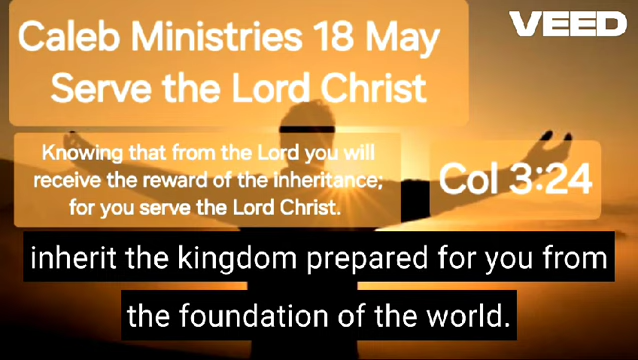 VEED
Caleb Ministries 18 May
Serve the Lord Christ
Knowing that from the Lord you will
receive the reward of the inheritance;
for you serve the Lord Christ.
Col 3:24
inherit the kingdom prepared for you from
the foundation of the world.